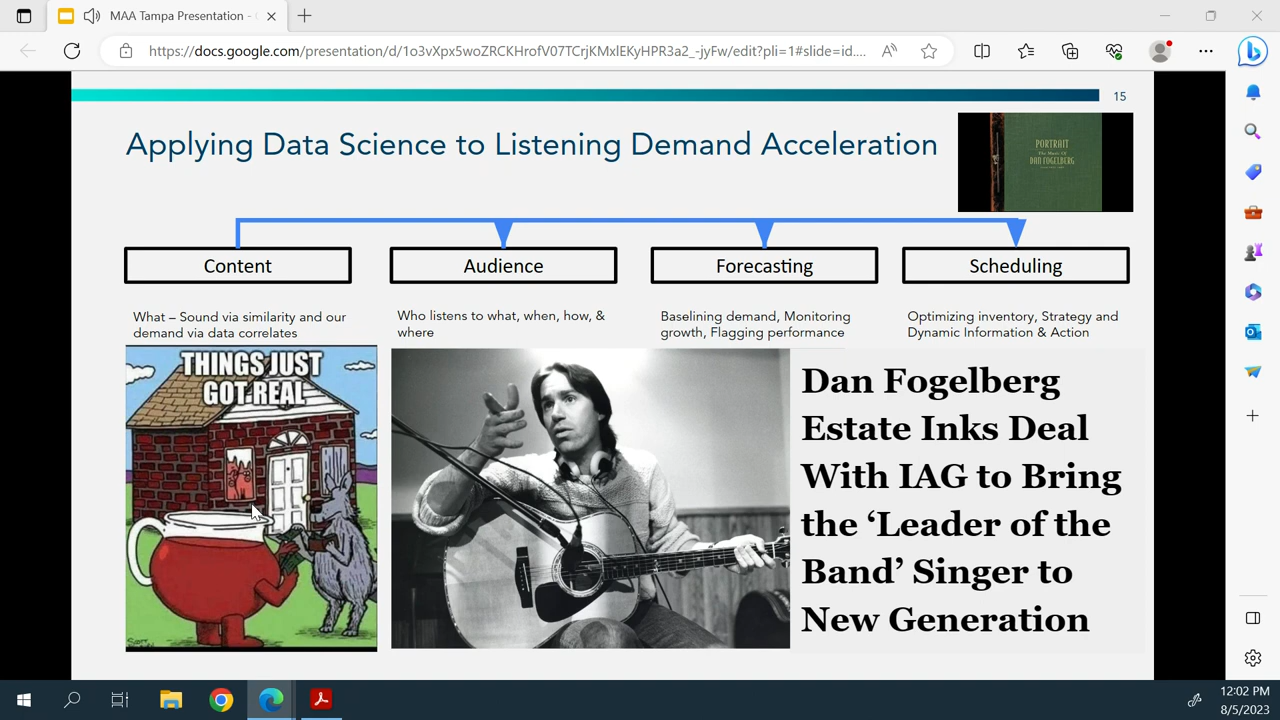 MAA Tampa Presentation -
https://docs.google.com/presentation/d/1o3vXpx5woZRCKHrofV07TCrjKMxlEKyHPR3a2_-jyFw/edit?pli=1#slide=id....
15
Applying Data Science to Listening Demand Acceleration
PORTRAIT
The Music Of
DAN FOGELBERG
Content
Audience
Forecasting
Scheduling
What – Sound via similarity and our
demand via data correlates
Who listens to what, when, how, &
where
Baselining demand, Monitoring
growth, Flagging performance
Optimizing inventory, Strategy and
Dynamic Information & Action
THINGS JUST
GOT REAL
Dan Fogelberg
Estate Inks Deal
With IAG to Bring
the ‘Leader of the
Band’ Singer to
New Generation
12:02 PM
8/5/2023